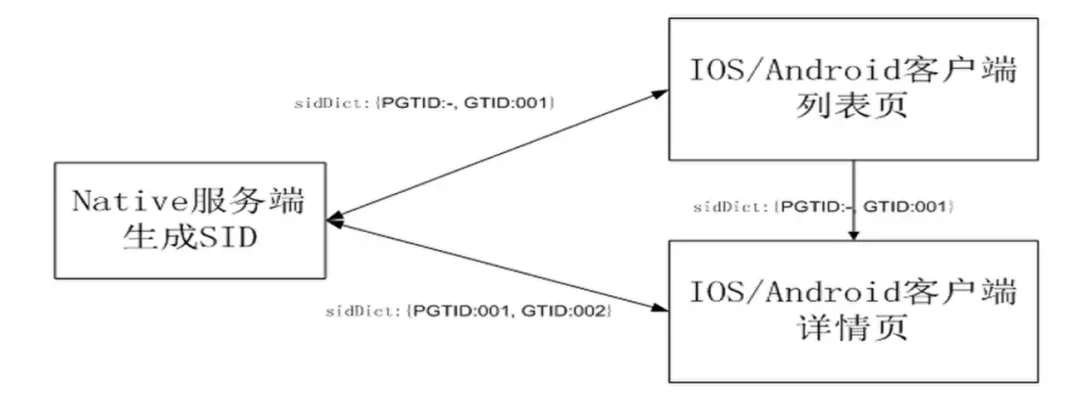 IOS/Android客户端
列表页
sidDict:{PGTID:-, GTID:001}
Native服务端
生成SID
sidDict:{PGTID:-, GTID:001}
sidDict:{PGTID:001, GTID:002}
IOS/Android客户端
详情页